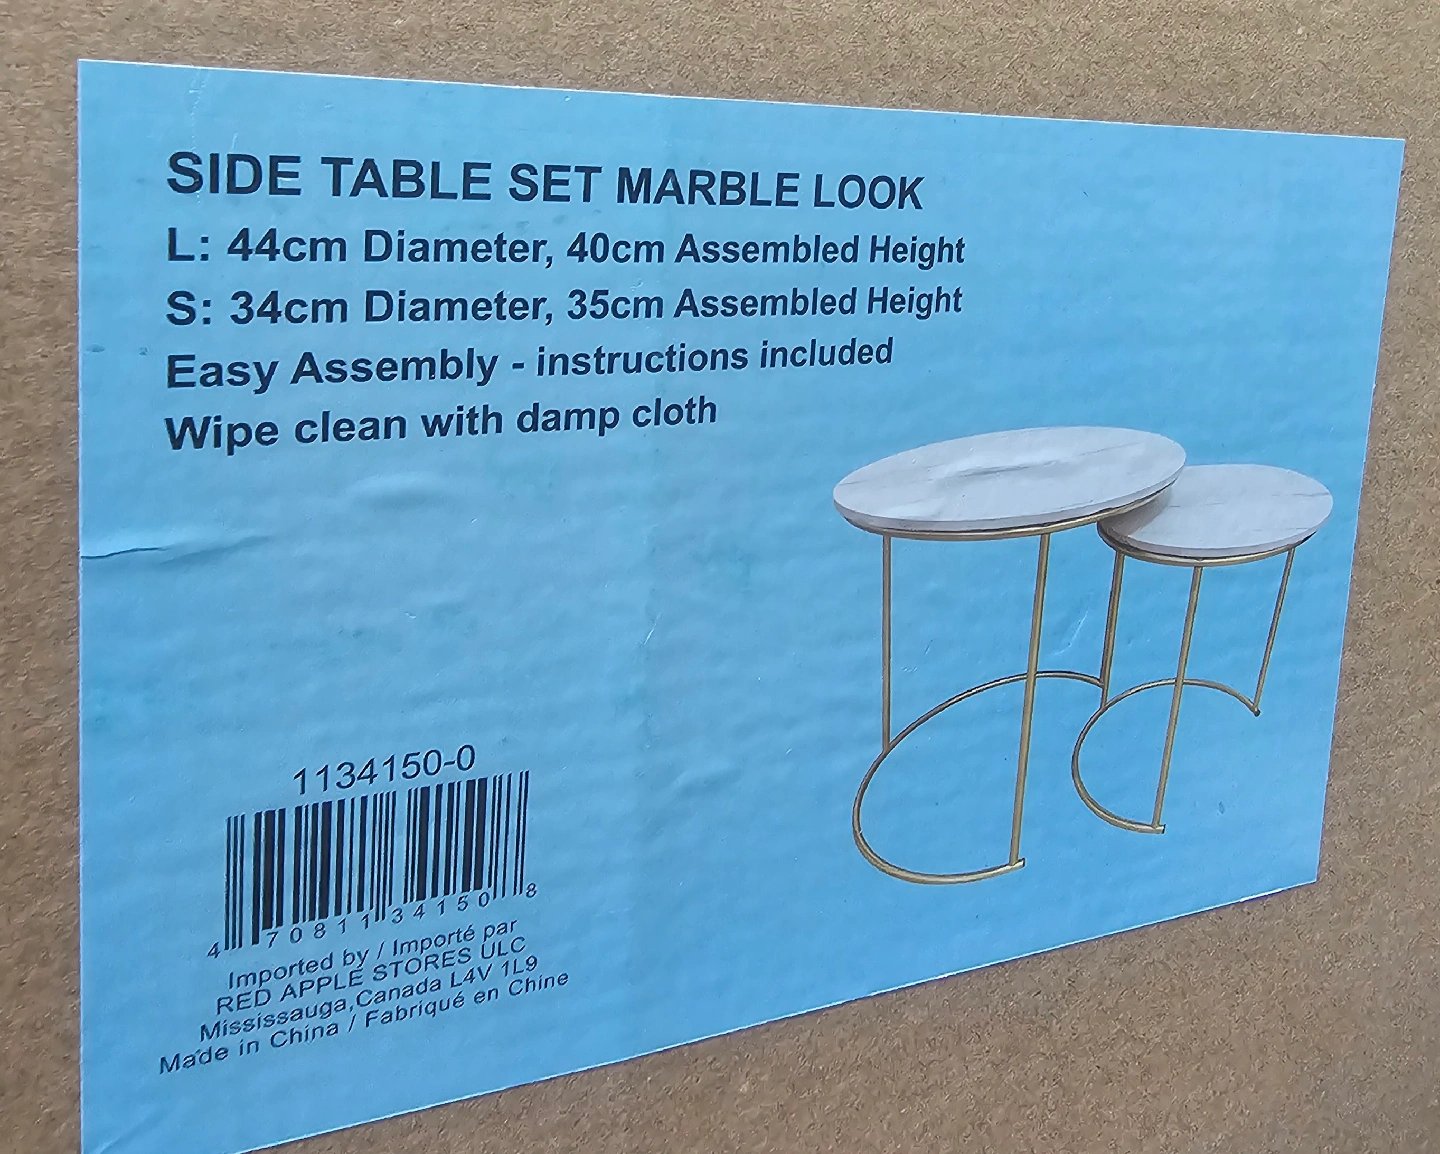 SIDE TABLE SET MARBLE LOOK
L: 44cm Diameter, 40cm Assembled Height
S: 34cm Diameter, 35cm Assembled Height
Easy Assembly - instructions included
Wipe clean with damp cloth
1134150-0
4 70811 34150 8
Imported by / Importé par
RED APPLE STORES ULC
Mississauga,Canada L4V 1L9
Made in China / Fabriqué en Chine